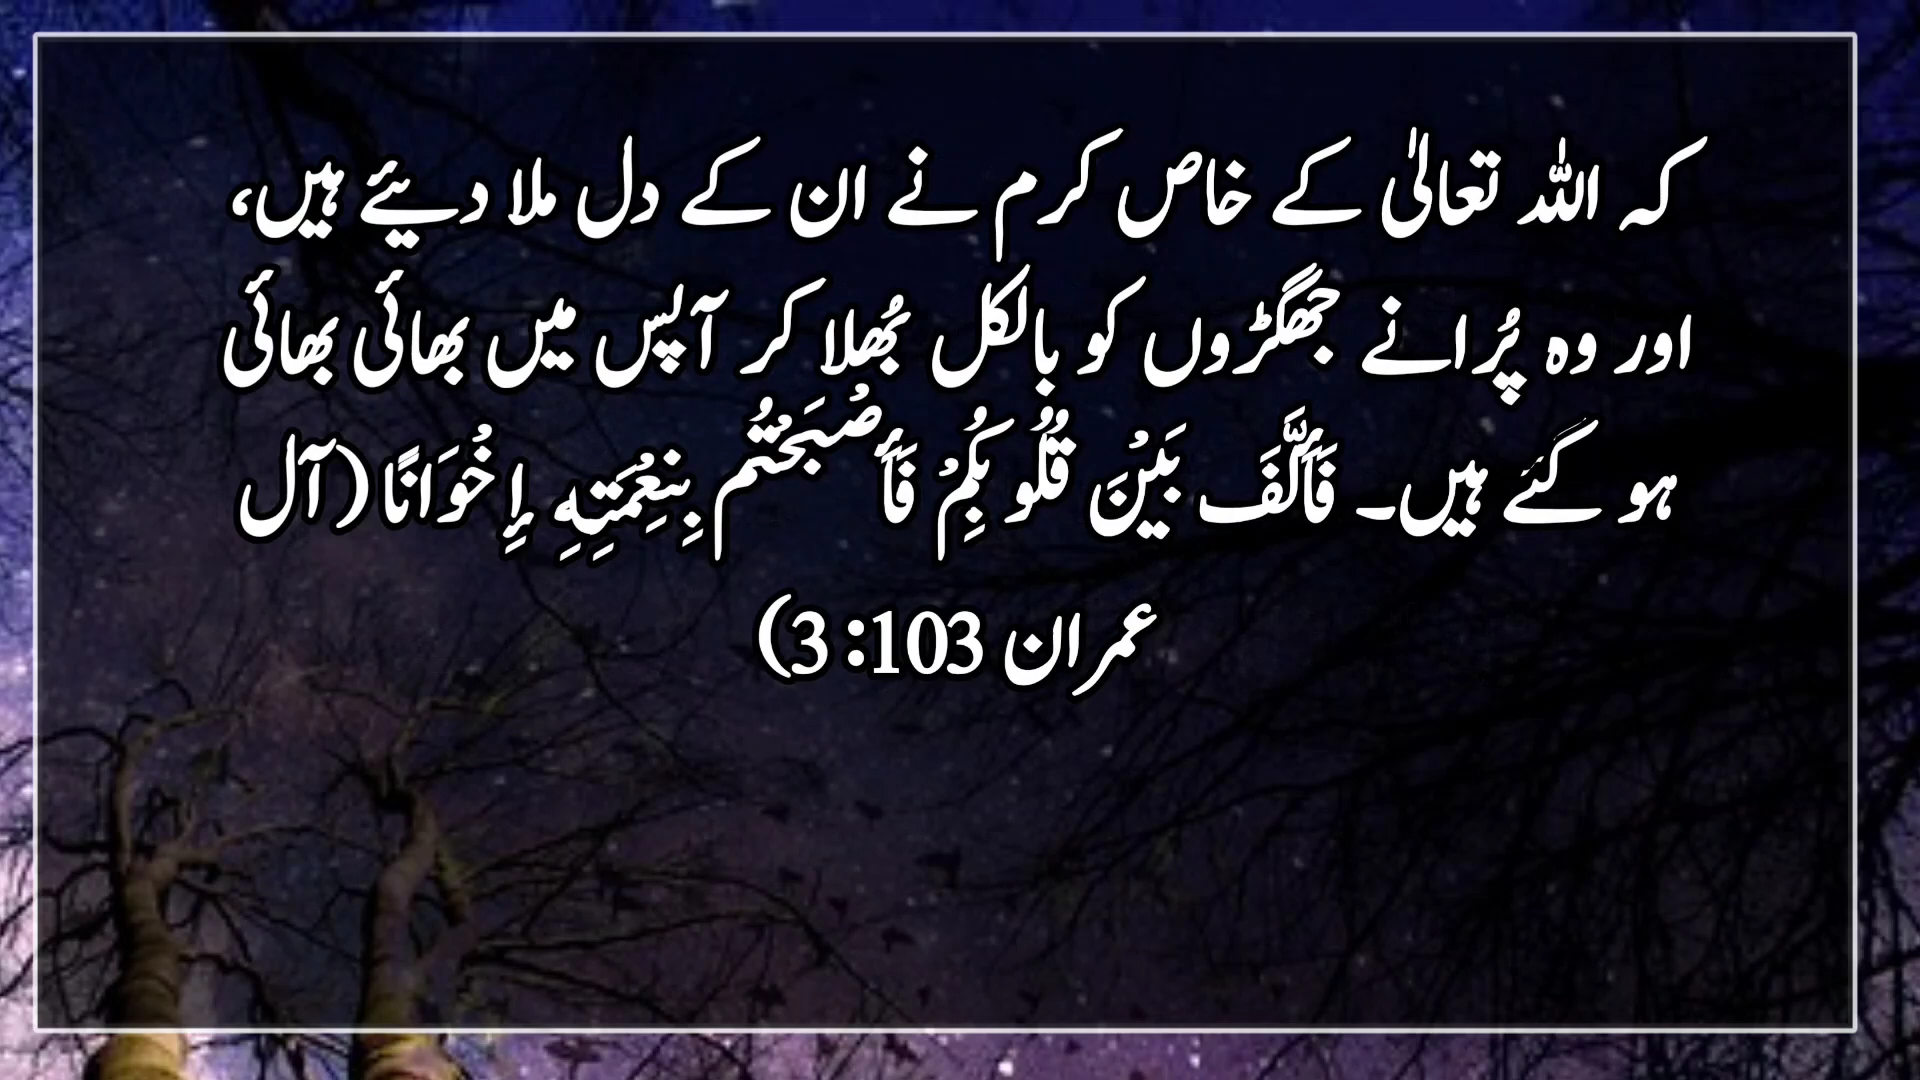 کہ اللہ تعالیٰ کے خاص کرم نے ان کے دل ملا دیئے ہیں،
اور وہ پُرانے جھگڑوں کو بالکل بُھلا کر آپس میں بھائی بھائی
ہو گئے ہیں۔ فَأَلَّفَ بَيْنَ قُلُوبِكُمْ فَأَصْبَحْتُم بِنِعْمَتِهِ إِخْوَانًا (آل
عمران 103: 3)